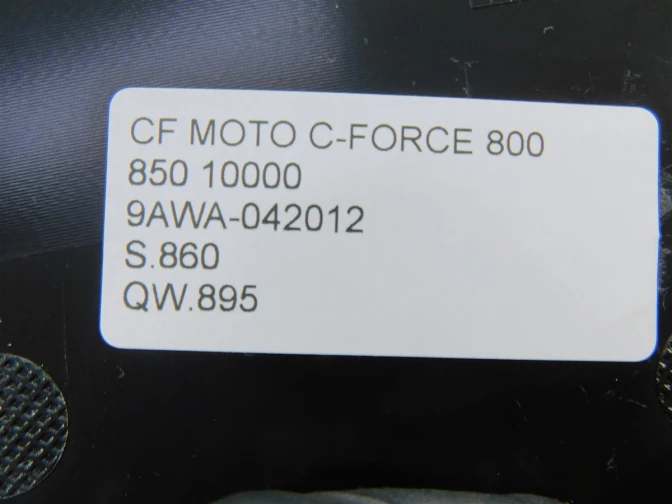 CF MOTO C-FORCE 800
850 10000
9AWA-042012
S.860
QW.895